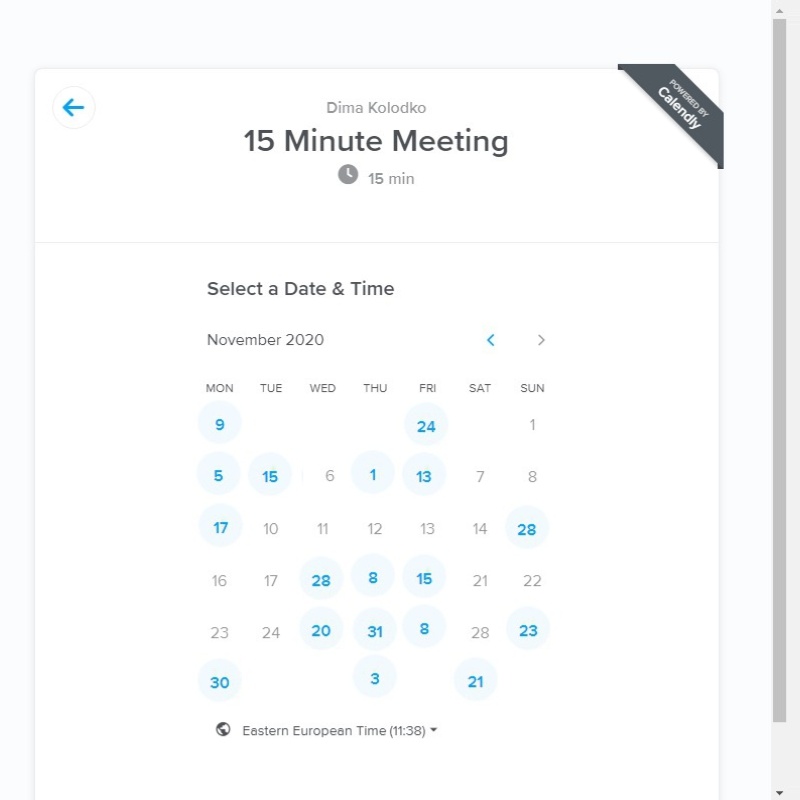 POWERED BY
Calendly
Dima Kolodko
15 Minute Meeting
15 min
Select a Date & Time
November 2020
MON TUE WED THU FRI SAT SUN
9 24 1
5 15 6 1 13 7 8
17 10 11 12 13 14 28
16 17 28 8 15 21 22
23 24 20 31 8 28 23
30 3 21
Eastern European Time (11:38)